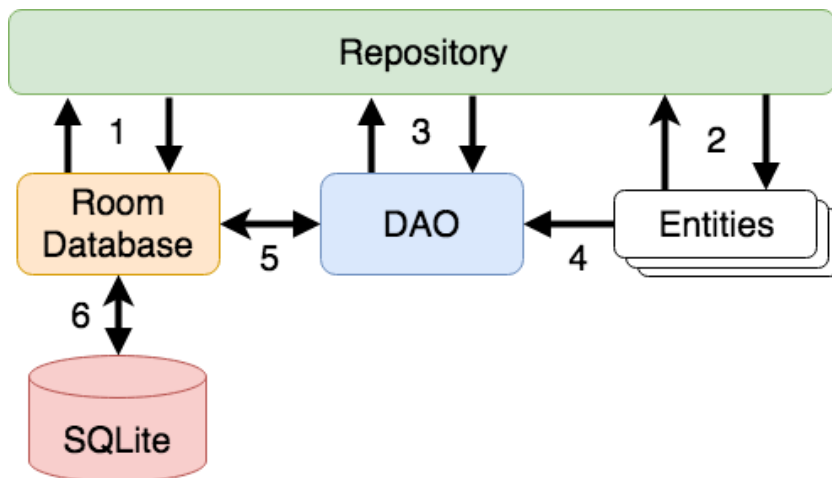 Repository
1
3
2
Room
Database
DAO
Entities
5
4
6
SQLite